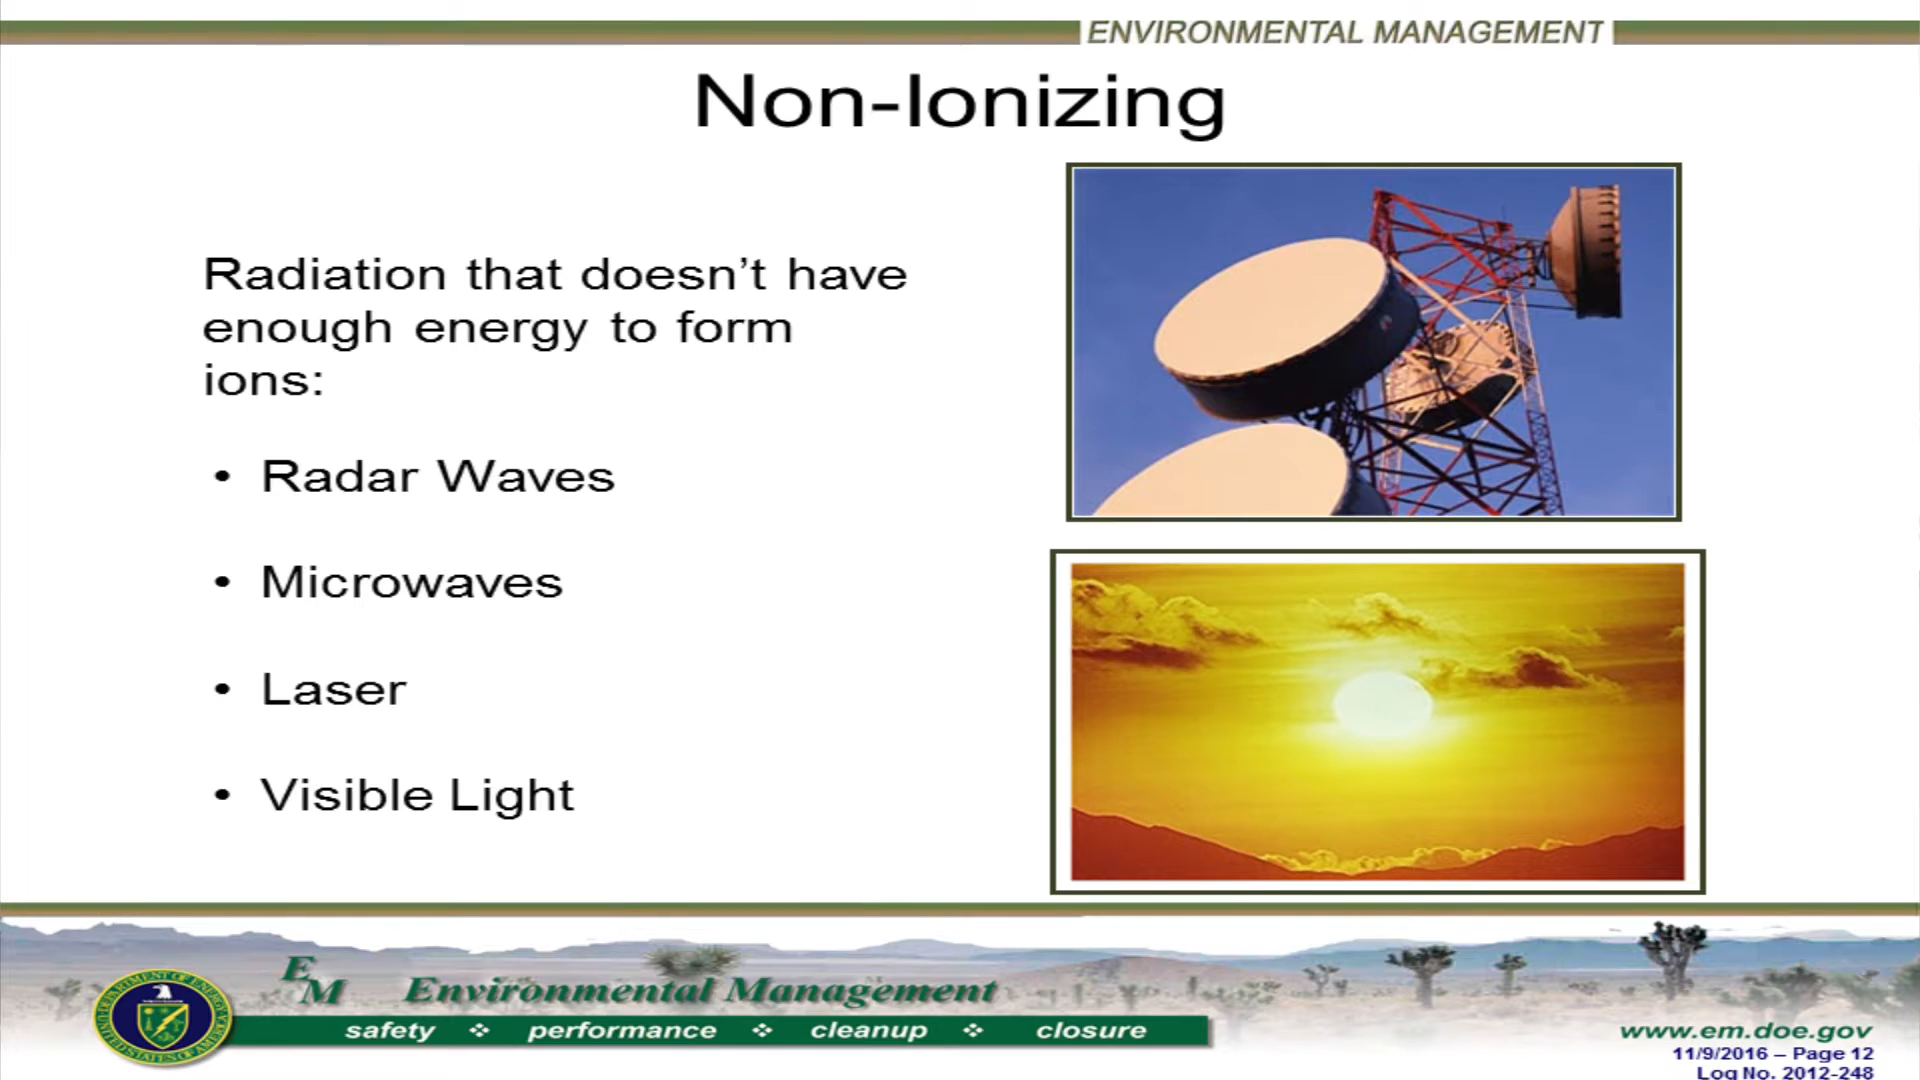 ENVIRONMENTAL MANAGEMENT
Non-Ionizing
Radiation that doesn’t have
enough energy to form
ions:
• Radar Waves
• Microwaves
• Laser
• Visible Light
EM Environmental Management
safety ❖ performance ❖ cleanup ❖ closure
www.em.doe.gov
11/9/2016 – Page 12
Log No. 2012-248